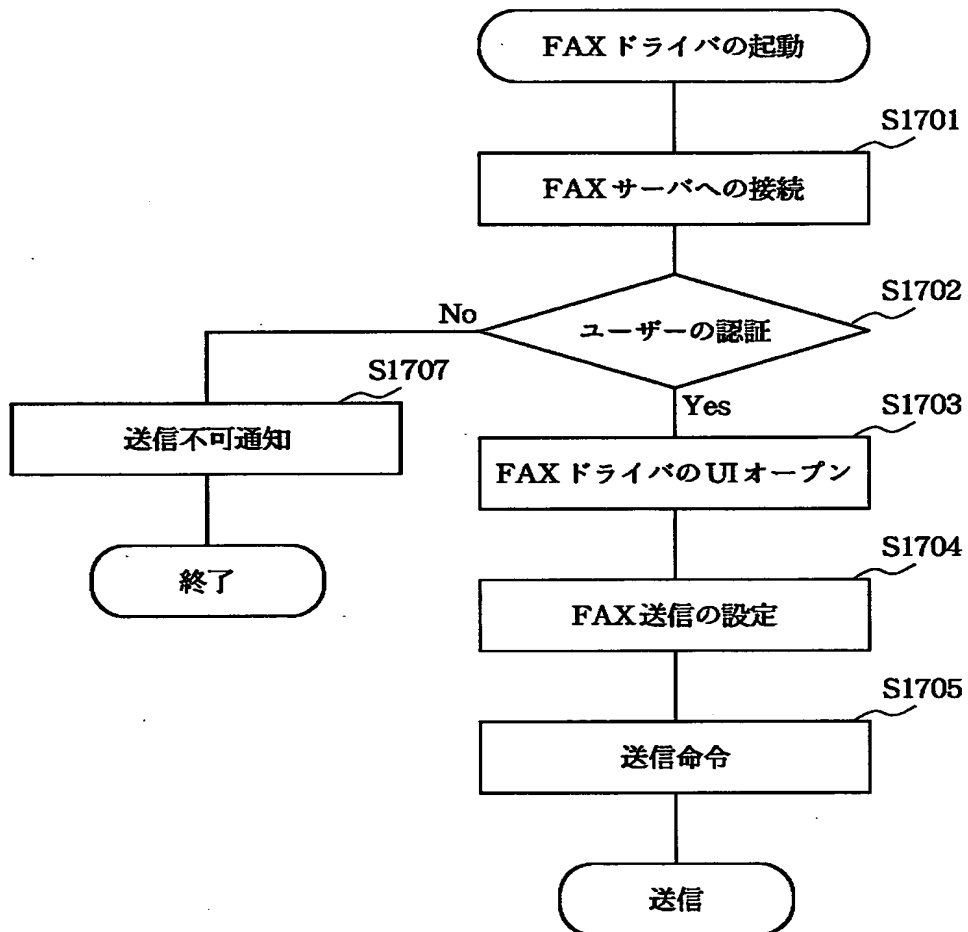 FAXドライバの起動
S1701
FAXサーバへの接続
S1702
ユーザーの認証
No
Yes
S1707
送信不可通知
終了
S1703
FAXドライバのUIオープン
S1704
FAX送信の設定
S1705
送信命令
送信